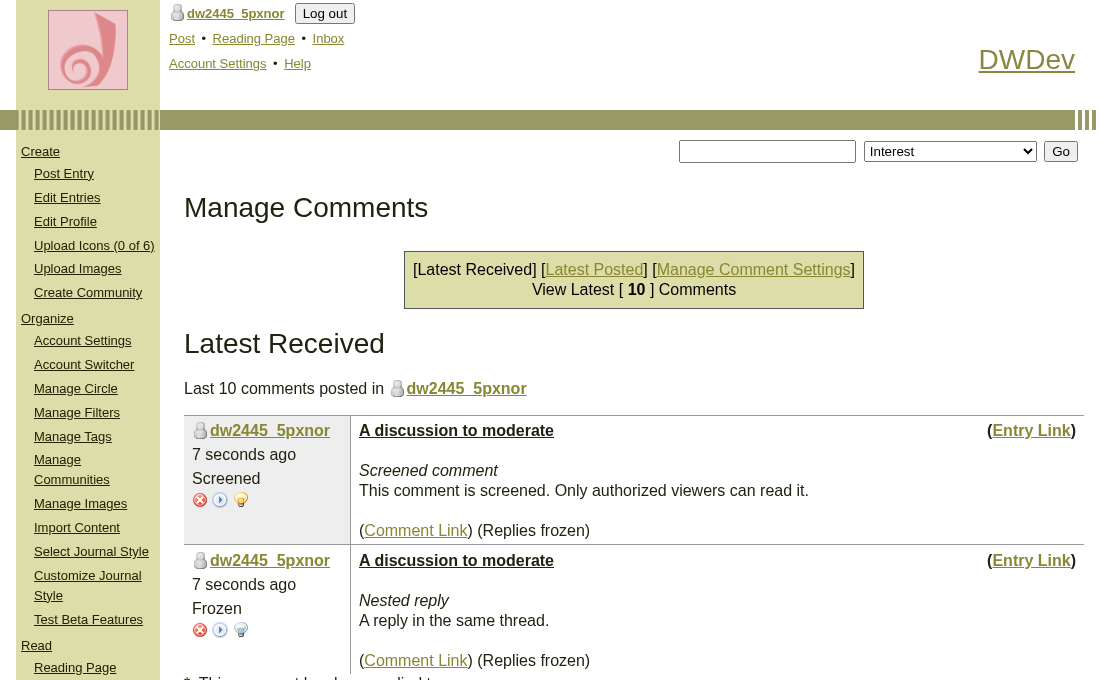 dw2445_5pxnor Log out
Post • Reading Page • Inbox
Account Settings • Help
DWDev
Interest Go
Create
Post Entry
Edit Entries
Edit Profile
Upload Icons (0 of 6)
Upload Images
Create Community
Organize
Account Settings
Account Switcher
Manage Circle
Manage Filters
Manage Tags
Manage
Communities
Manage Images
Import Content
Select Journal Style
Customize Journal
Style
Test Beta Features
Read
Reading Page
Manage Comments
[Latest Received] [Latest Posted] [Manage Comment Settings]
View Latest [ 10 ] Comments
Latest Received
Last 10 comments posted in dw2445_5pxnor
dw2445_5pxnor
7 seconds ago
Screened
A discussion to moderate (Entry Link)
Screened comment
This comment is screened. Only authorized viewers can read it.
(Comment Link) (Replies frozen)
dw2445_5pxnor
7 seconds ago
Frozen
A discussion to moderate (Entry Link)
Nested reply
A reply in the same thread.
(Comment Link) (Replies frozen)